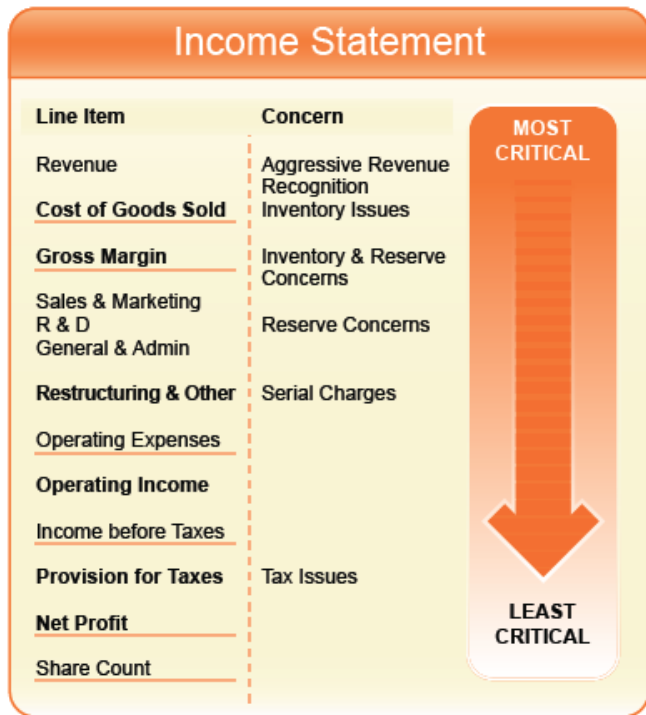 Income Statement
Line Item Concern
MOST
CRITICAL
Revenue Aggressive Revenue
Recognition
Cost of Goods Sold Inventory Issues
Gross Margin Inventory & Reserve
Concerns
Sales & Marketing
R & D Reserve Concerns
General & Admin
Restructuring & Other Serial Charges
Operating Expenses
Operating Income
Income before Taxes
Provision for Taxes Tax Issues
Net Profit
Share Count
LEAST
CRITICAL